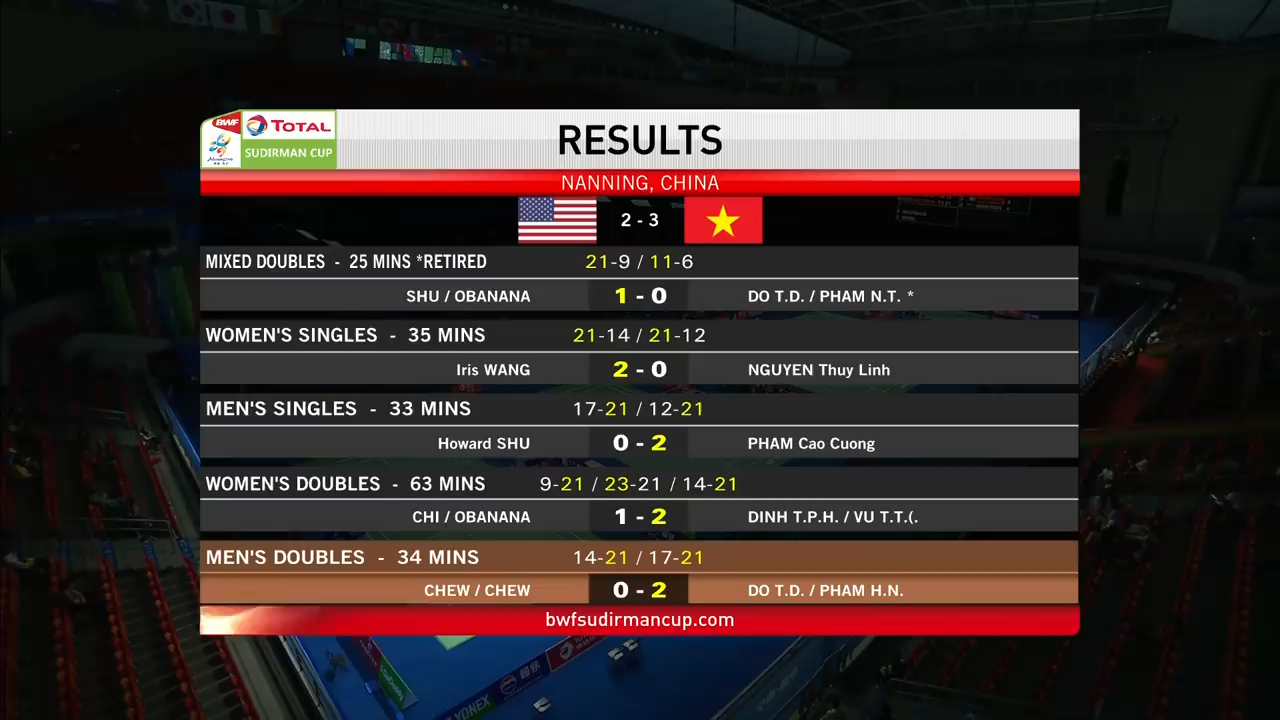 BWF
TOTAL
SUDIRMAN CUP
RESULTS
NANNING, CHINA
2 - 3
MIXED DOUBLES - 25 MINS *RETIRED 21-9 / 11-6
SHU / OBANANA 1 - 0 DO T.D. / PHAM N.T. *
WOMEN'S SINGLES - 35 MINS 21-14 / 21-12
Iris WANG 2 - 0 NGUYEN Thuy Linh
MEN'S SINGLES - 33 MINS 17-21 / 12-21
Howard SHU 0 - 2 PHAM Cao Cuong
WOMEN'S DOUBLES - 63 MINS 9-21 / 23-21 / 14-21
CHI / OBANANA 1 - 2 DINH T.P.H. / VU T.T.(.
MEN'S DOUBLES - 34 MINS 14-21 / 17-21
CHEW / CHEW 0 - 2 DO T.D. / PHAM H.N.
bwfsudirmancup.com
YONEX